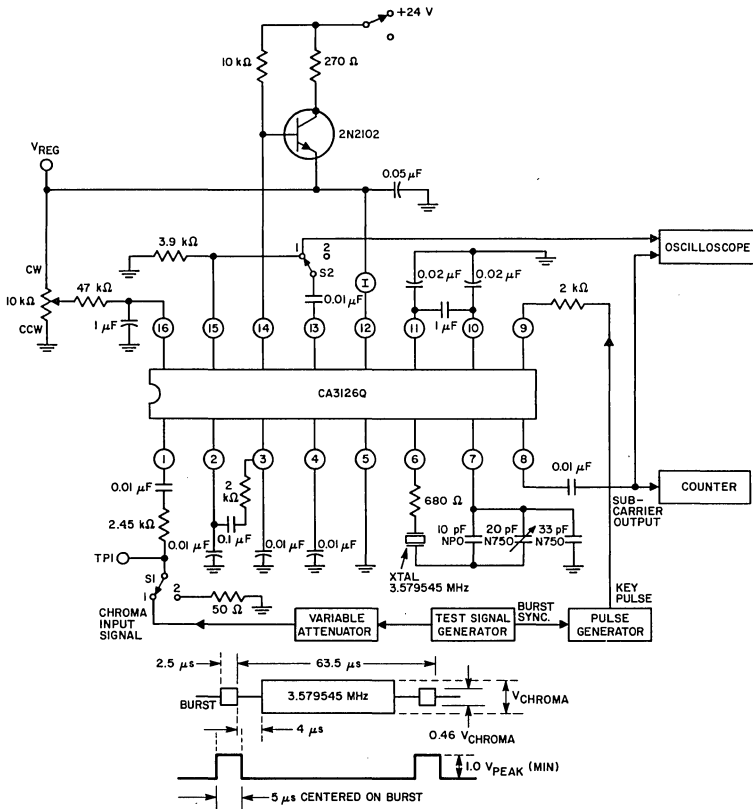 +24 V
10 kΩ
270 Ω
2N2102
VREG
0.05 µF
3.9 kΩ
1
2
S2
OSCILLOSCOPE
CW
47 kΩ
0.02 µF
0.02 µF
2 kΩ
10 kΩ
I
0.01 µF
CCW
1 µF
1 µF
16
15
14
13
12
11
10
9
CA3126Q
1
2
3
4
5
6
7
8
0.01 µF
2 kΩ
680 Ω
0.01 µF
COUNTER
SUB-
CARRIER
OUTPUT
2.45 kΩ
0.1 µF
10 pF
NPO
20 pF
N750
33 pF
N750
0.01 µF
0.01 µF
0.01 µF
TP1
XTAL
3.579545 MHz
S1
1
2
50 Ω
KEY
PULSE
CHROMA
INPUT
SIGNAL
VARIABLE
ATTENUATOR
TEST SIGNAL
GENERATOR
BURST
SYNC.
PULSE
GENERATOR
2.5 µs
63.5 µs
BURST
3.579545 MHz
VCHROMA
4 µs
0.46 VCHROMA
1.0 VPEAK (MIN)
5 µs CENTERED ON BURST